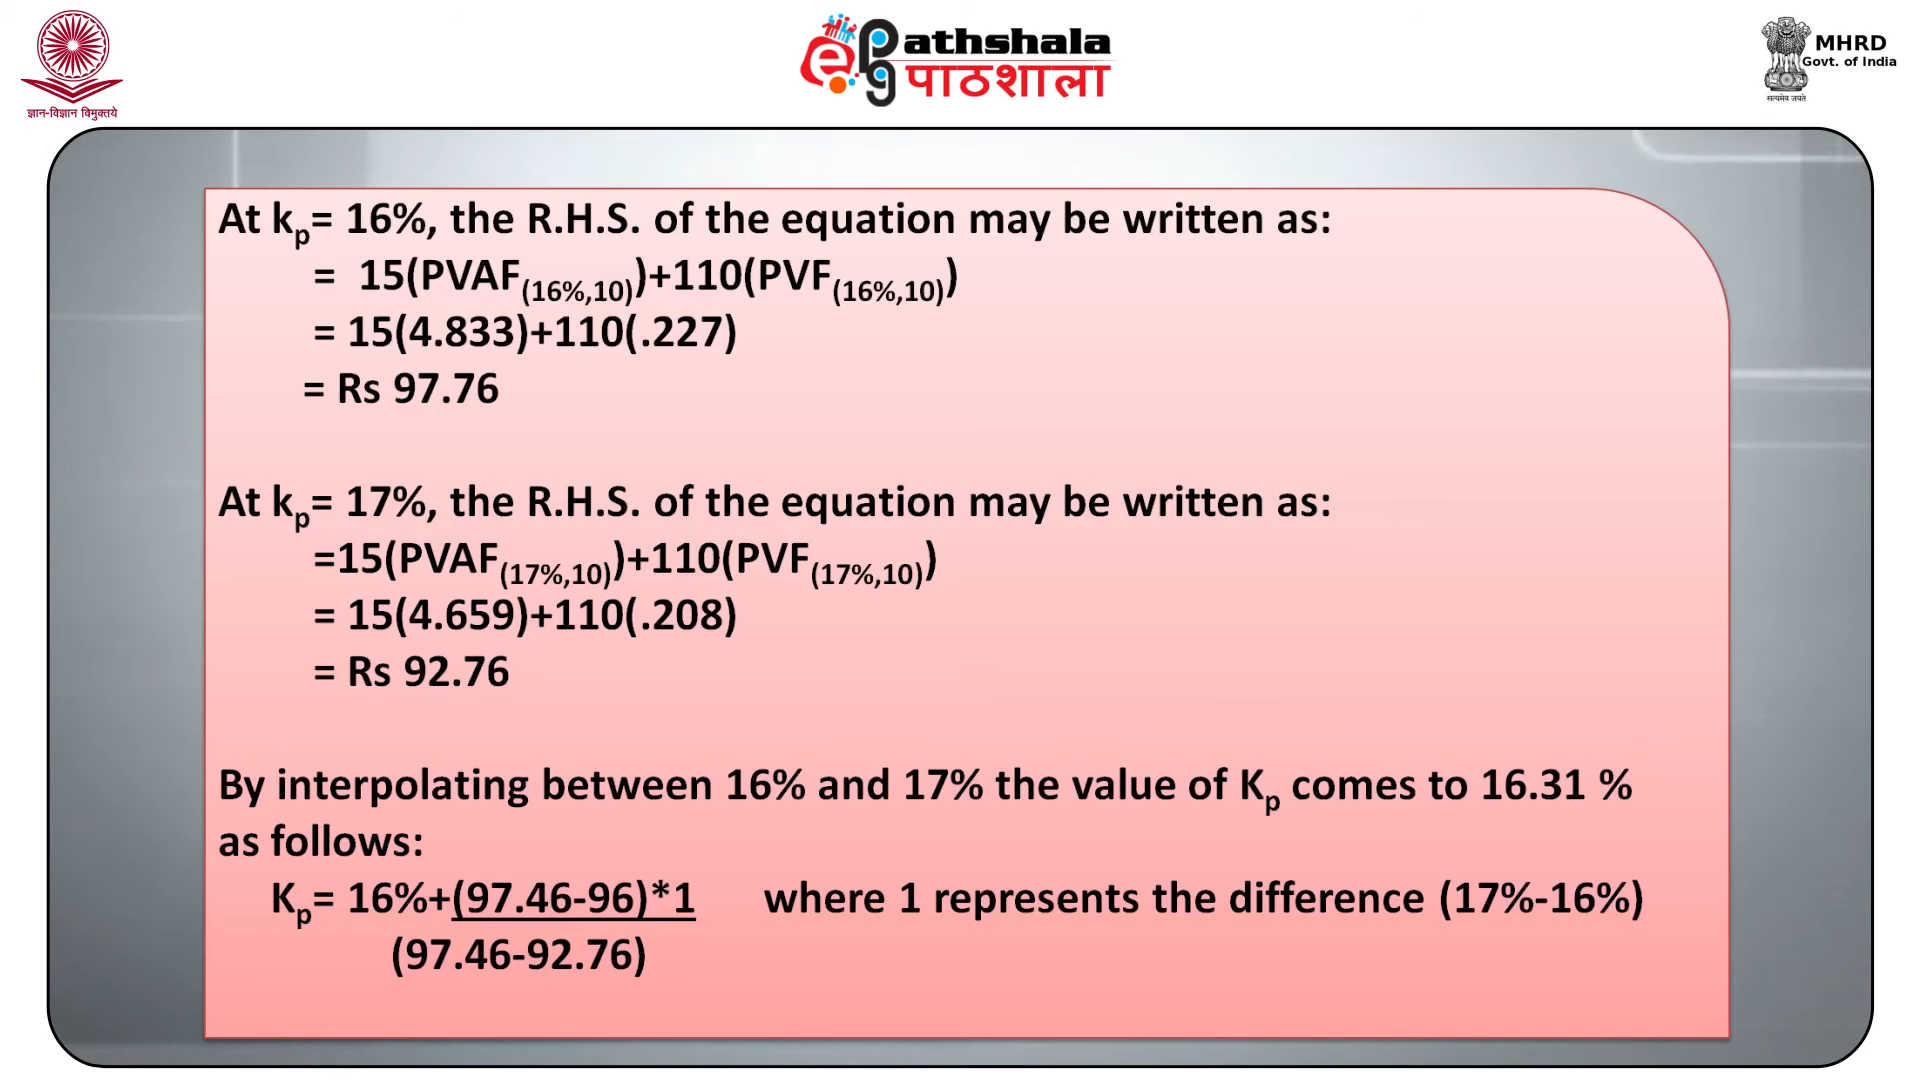 ज्ञान-विज्ञान विमुक्तये
ePG athshala
पाठशाला
सत्यमेव जयते
MHRD
Govt. of India
At kp= 16%, the R.H.S. of the equation may be written as:
= 15(PVAF(16%,10))+110(PVF(16%,10))
= 15(4.833)+110(.227)
= Rs 97.76
At kp= 17%, the R.H.S. of the equation may be written as:
=15(PVAF(17%,10))+110(PVF(17%,10))
= 15(4.659)+110(.208)
= Rs 92.76
By interpolating between 16% and 17% the value of Kp comes to 16.31 %
as follows:
Kp= 16%+(97.46-96)*1 where 1 represents the difference (17%-16%)
(97.46-92.76)